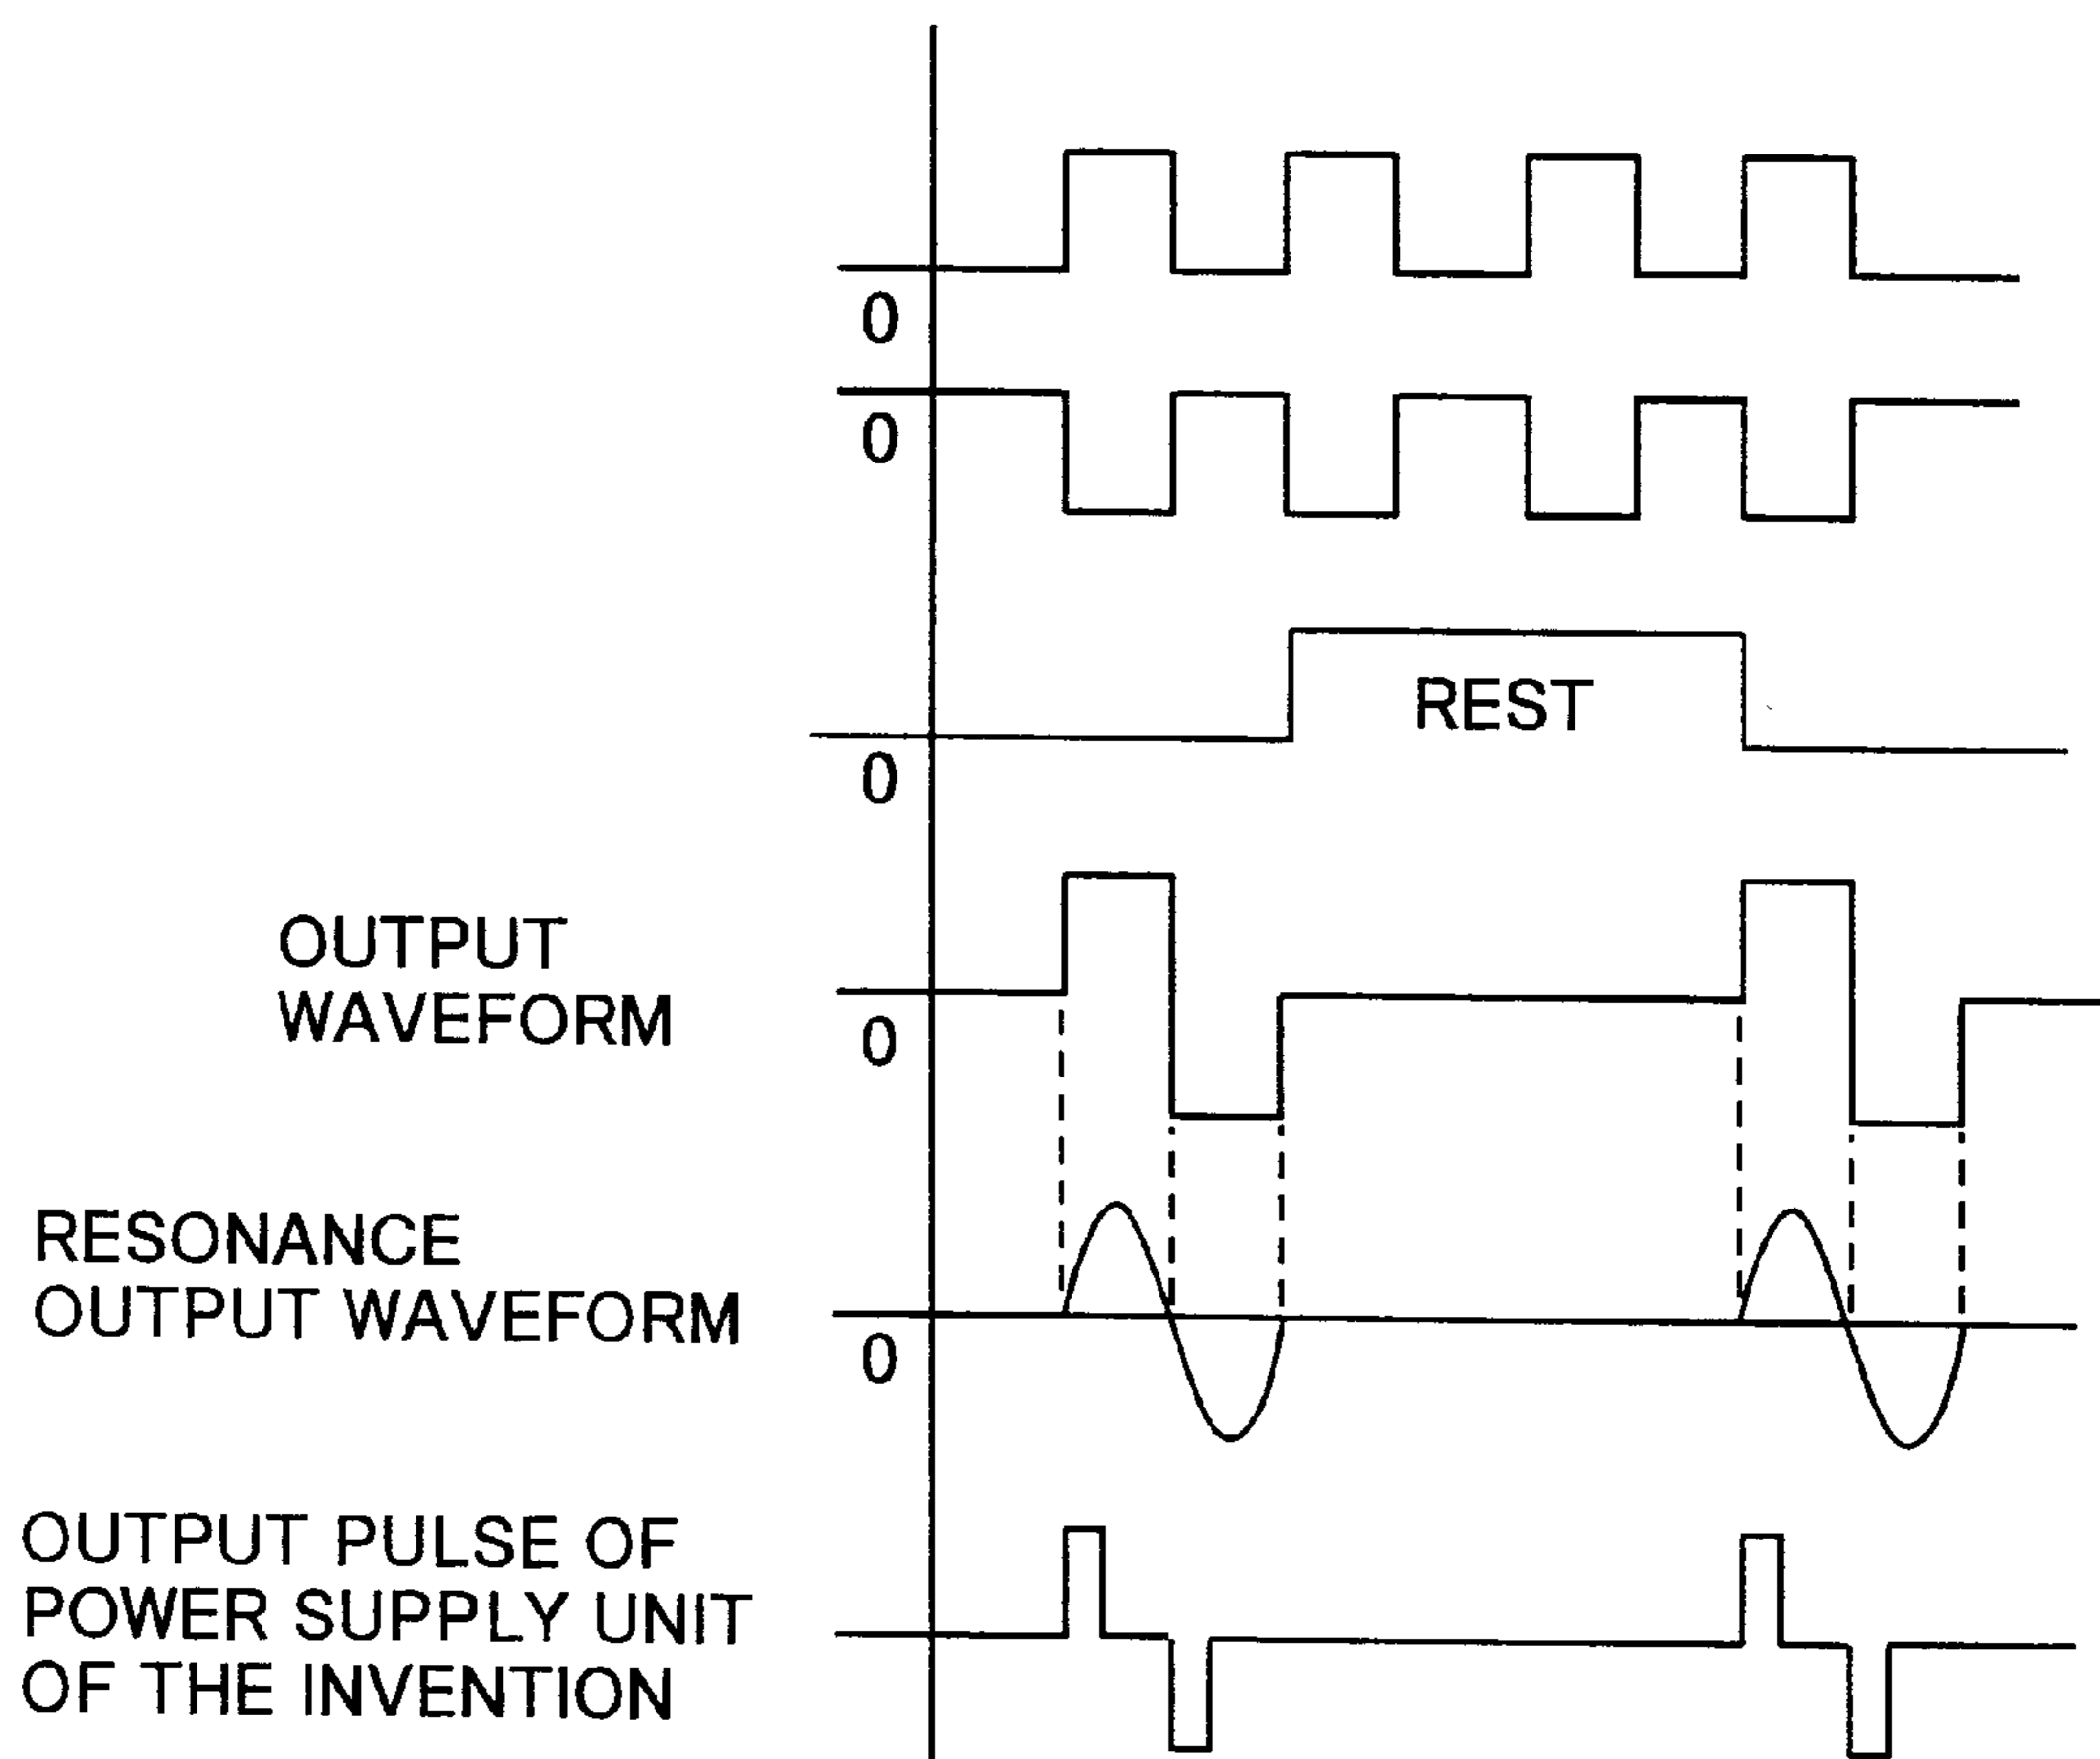 0
0
REST
0
OUTPUT
WAVEFORM
0
RESONANCE
OUTPUT WAVEFORM
0
OUTPUT PULSE OF
POWER SUPPLY UNIT
OF THE INVENTION